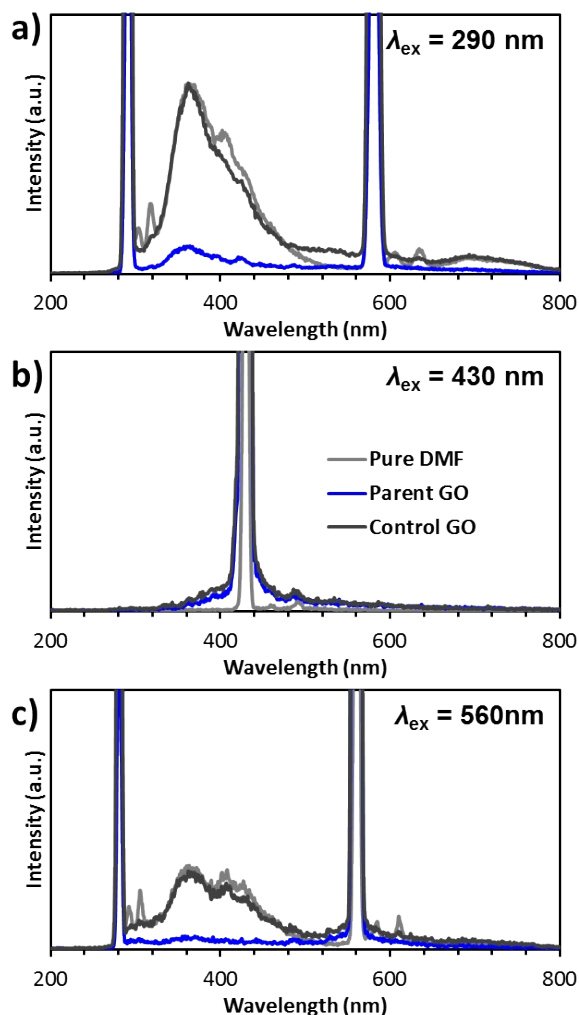 a)
λex = 290 nm
Intensity (a.u.)
200 400 600 800
Wavelength (nm)
b)
λex = 430 nm
Intensity (a.u.)
Pure DMF
Parent GO
Control GO
200 400 600 800
Wavelength (nm)
c)
λex = 560nm
Intensity (a.u.)
200 400 600 800
Wavelength (nm)